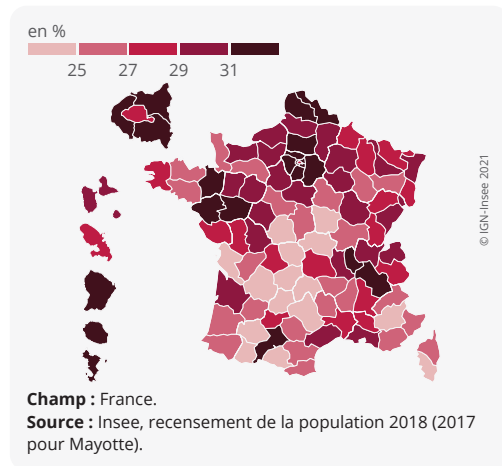 en %
25 27 29 31
© IGN-Insee 2021
Champ : France.
Source : Insee, recensement de la population 2018 (2017
pour Mayotte).